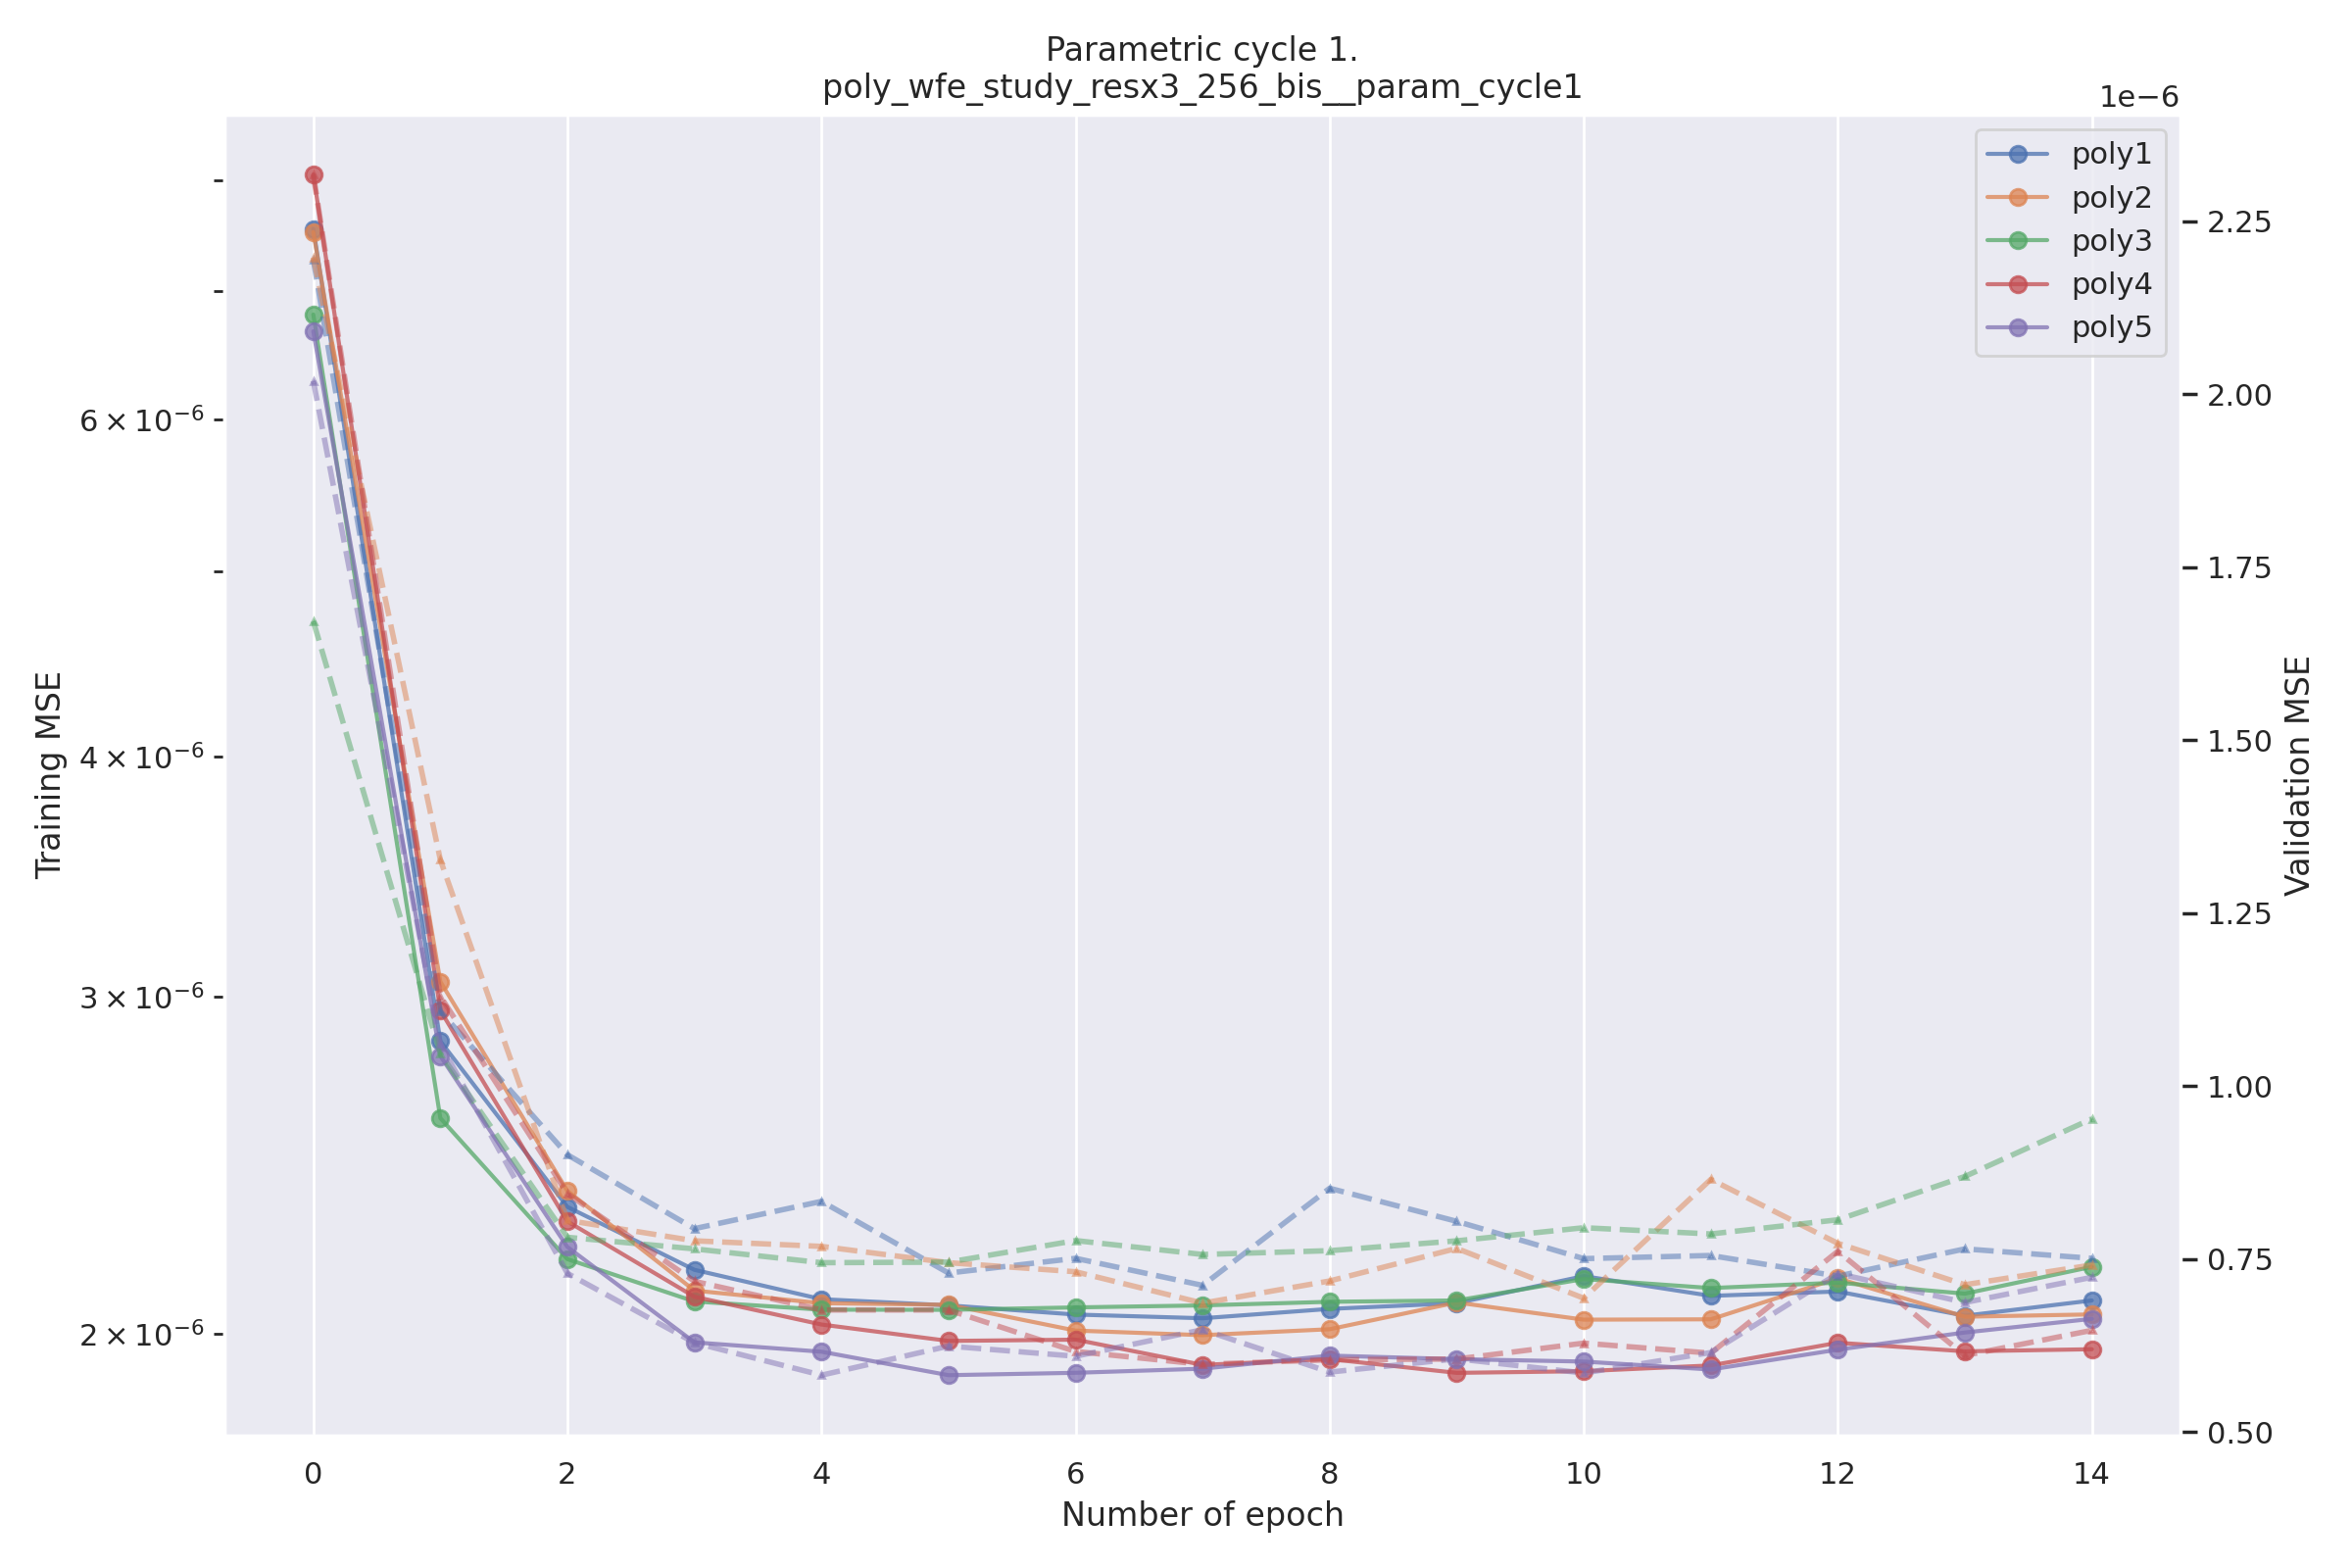 Parametric cycle 1.
poly_wfe_study_resx3_256_bis__param_cycle1
1e−6
poly1
poly2
poly3
poly4
poly5
Training MSE
6 × 10⁻⁶
4 × 10⁻⁶
3 × 10⁻⁶
2 × 10⁻⁶
2.25
2.00
1.75
1.50
1.25
1.00
0.75
0.50
Validation MSE
0 2 4 6 8 10 12 14
Number of epoch